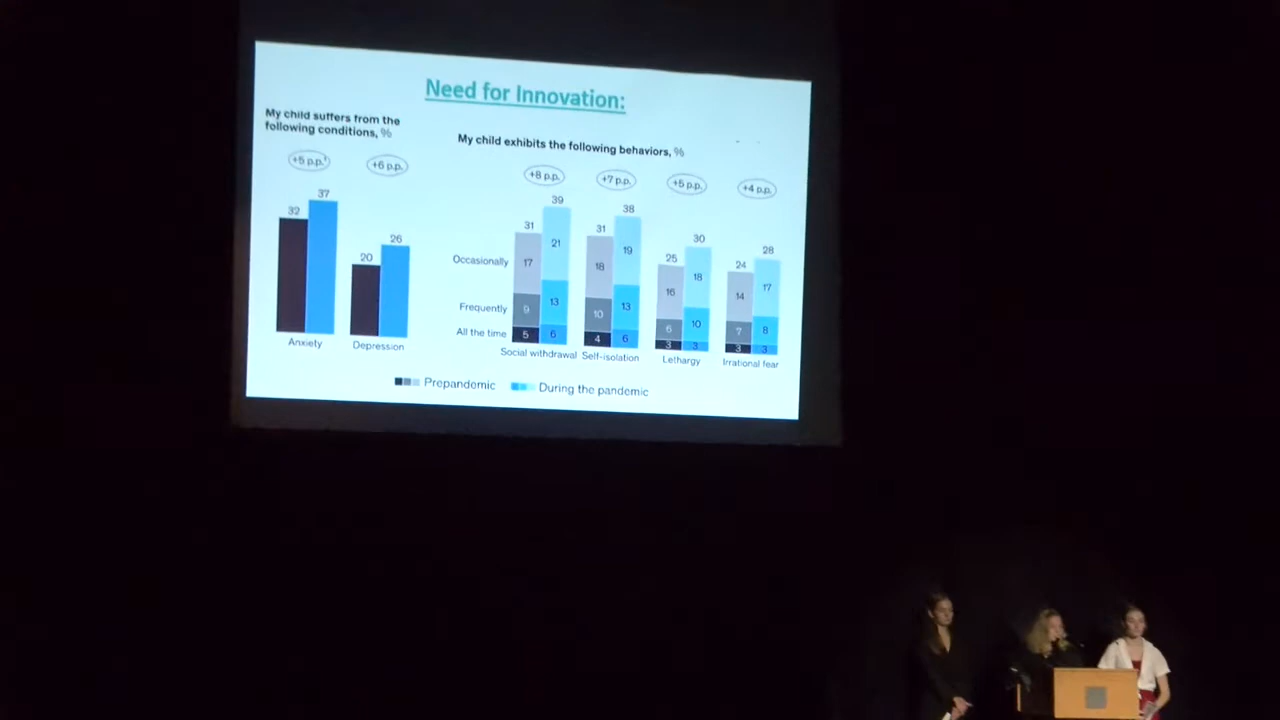 Need for Innovation:
My child suffers from the
following conditions, %
+5 p.p.¹
+6 p.p.
32
37
20
26
Anxiety
Depression
My child exhibits the following behaviors, %
+8 p.p.
+7 p.p.
+5 p.p.
+4 p.p.
31
39
31
38
25
30
24
28
Occasionally
17
21
18
19
16
18
14
17
Frequently
9
13
10
13
6
10
7
8
All the time
5
6
4
6
3
3
3
3
Social withdrawal
Self-isolation
Lethargy
Irrational fear
Prepandemic
During the pandemic